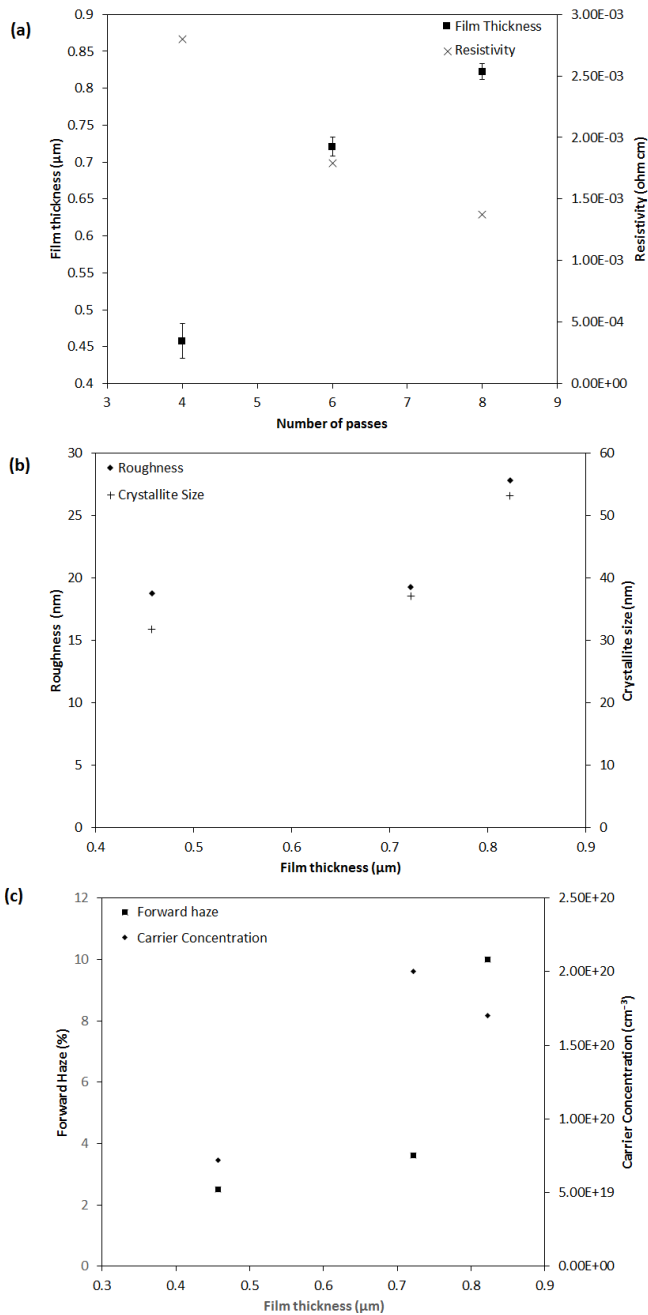 (a)
Film Thickness
Resistivity
0.9
0.85
0.8
0.75
0.7
0.65
0.6
0.55
0.5
0.45
0.4
Film thickness (µm)
3.00E-03
2.50E-03
2.00E-03
1.50E-03
1.00E-03
5.00E-04
0.00E+00
Resistivity (ohm cm)
3 4 5 6 7 8 9
Number of passes
(b)
Roughness
Crystallite Size
30
25
20
15
10
5
0
Roughness (nm)
60
50
40
30
20
10
0
Crystallite size (nm)
0.4 0.5 0.6 0.7 0.8 0.9
Film thickness (µm)
(c)
Forward haze
Carrier Concentration
12
10
8
6
4
2
0
Forward Haze (%)
2.50E+20
2.00E+20
1.50E+20
1.00E+20
5.00E+19
0.00E+00
Carrier Concentration (cm⁻³)
0.3 0.4 0.5 0.6 0.7 0.8 0.9
Film thickness (µm)